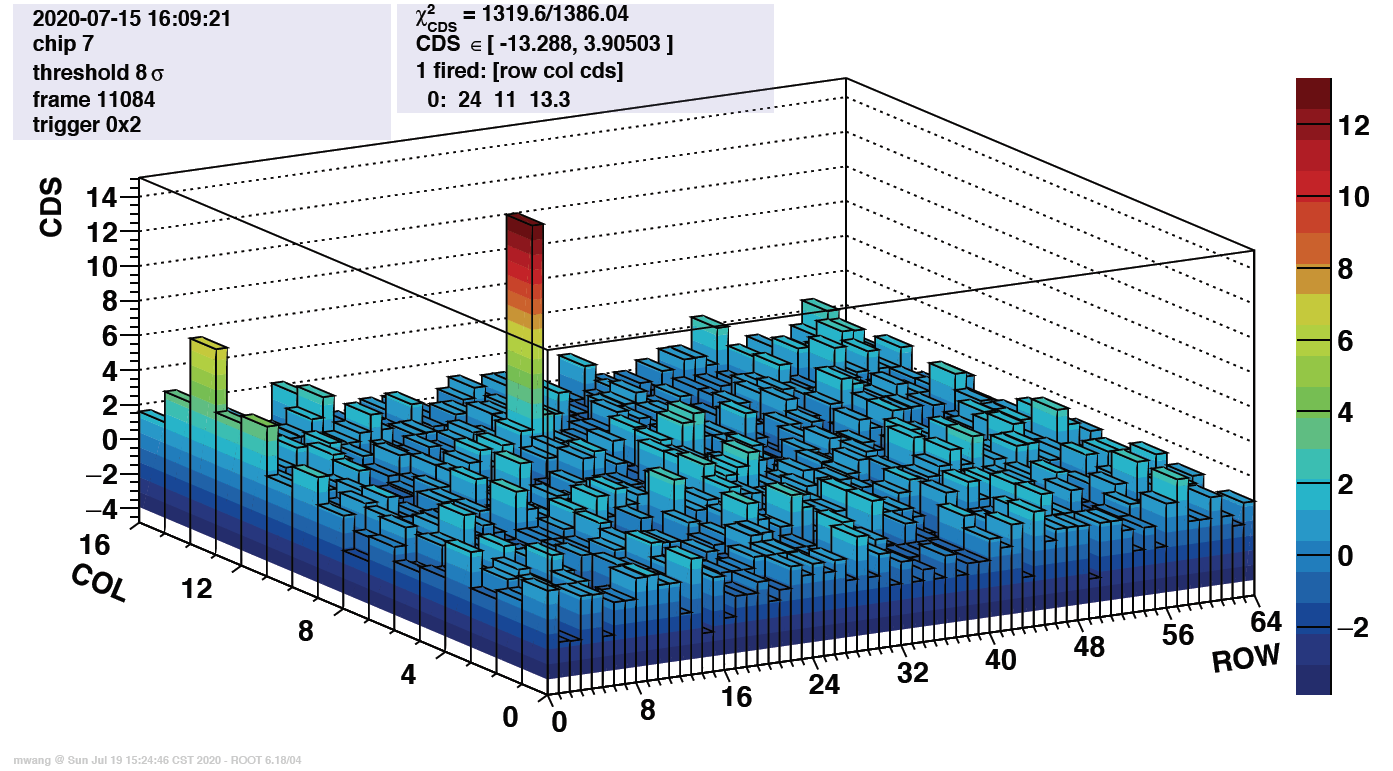 2020-07-15 16:09:21
chip 7
threshold 8 σ
frame 11084
trigger 0x2
χ²CDS = 1319.6/1386.04
CDS ∈ [ -13.288, 3.90503 ]
1 fired: [row col cds]
0: 24 11 13.3
CDS
14
12
10
8
6
4
2
0
−2
−4
16
12
8
4
0
COL
0
8
16
24
32
40
48
56
64
ROW
12
10
8
6
4
2
0
−2
mwang @ Sun Jul 19 15:24:46 CST 2020 - ROOT 6.18/04